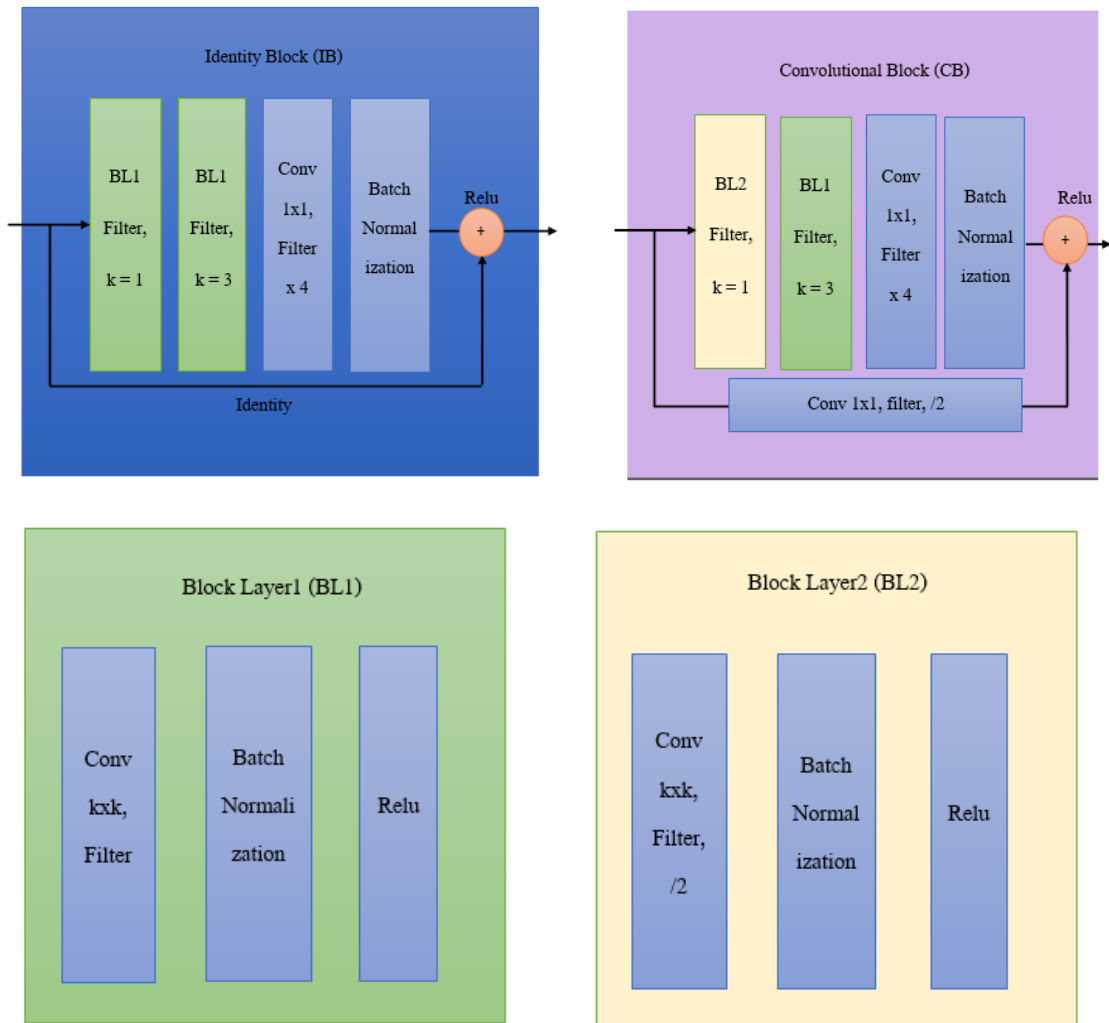 Identity Block (IB)
BL1
Filter,
k = 1
BL1
Filter,
k = 3
Conv
1x1,
Filter
x 4
Batch
Normal
ization
Relu
+
Identity
Convolutional Block (CB)
BL2
Filter,
k = 1
BL1
Filter,
k = 3
Conv
1x1,
Filter
x 4
Batch
Normal
ization
Relu
+
Conv 1x1, filter, /2
Block Layer1 (BL1)
Conv
kxk,
Filter
Batch
Normali
zation
Relu
Block Layer2 (BL2)
Conv
kxk,
Filter,
/2
Batch
Normal
ization
Relu